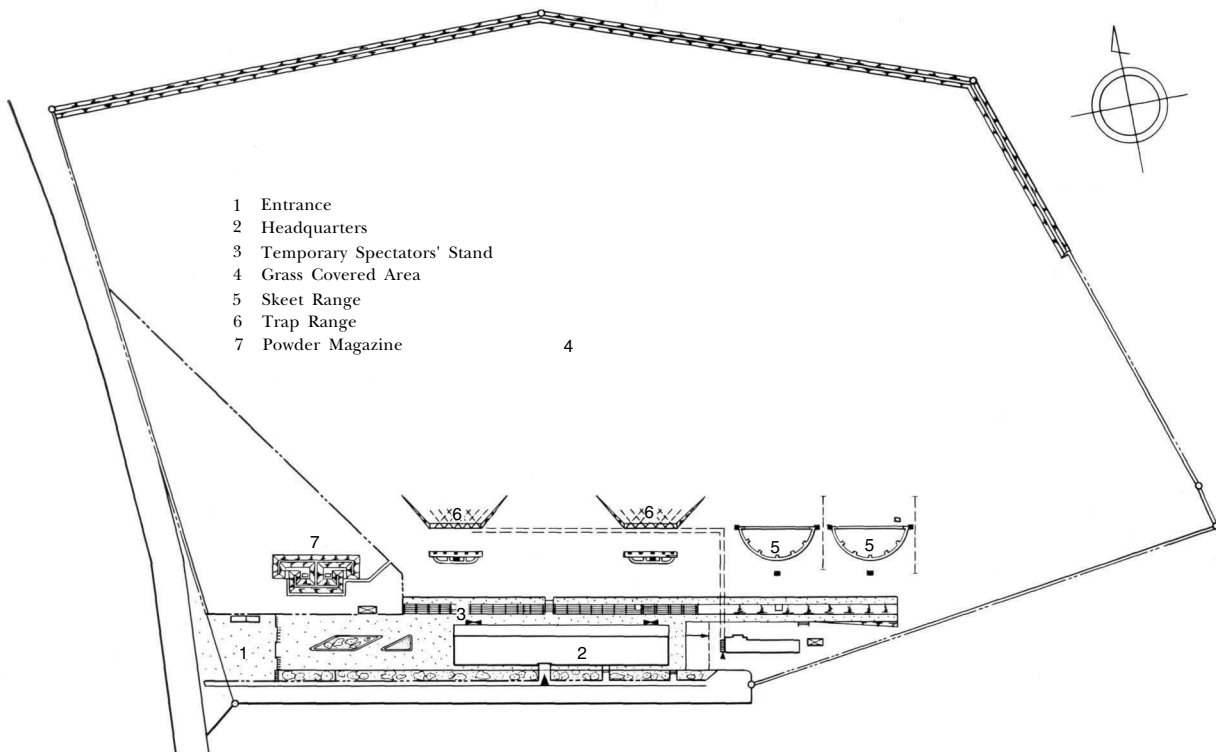 1 Entrance
2 Headquarters
3 Temporary Spectators' Stand
4 Grass Covered Area
5 Skeet Range
6 Trap Range
7 Powder Magazine
4
6
6
5
5
7
3
1
2